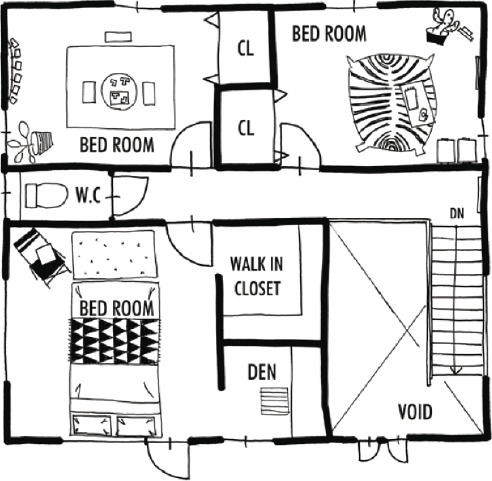 CL
BED ROOM
CL
BED ROOM
W.C
DN
WALK IN
CLOSET
BED ROOM
DEN
VOID